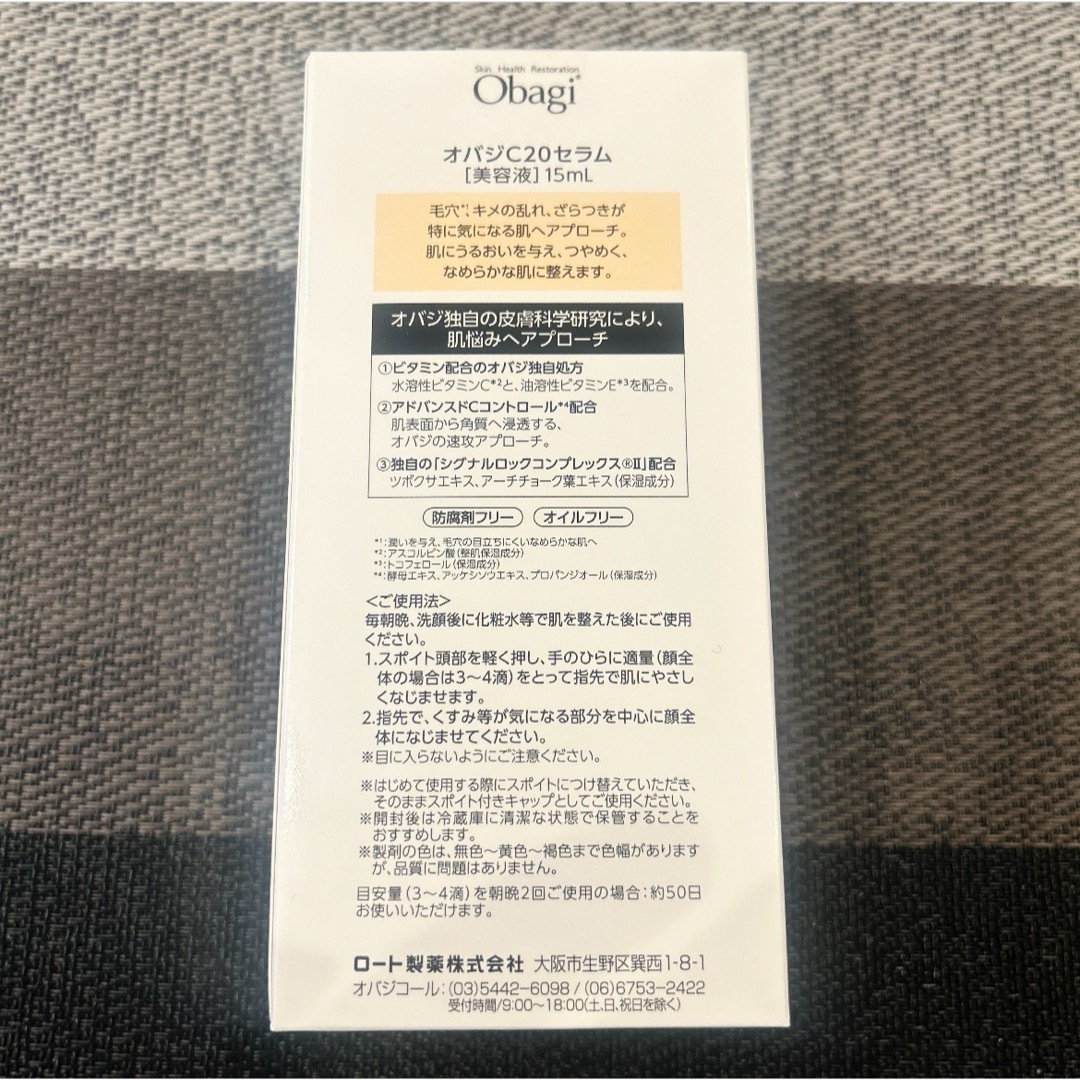 Skin Health Restoration
Obagi®
オバジC20セラム
[美容液]15mL
毛穴*1、キメの乱れ、ざらつきが
特に気になる肌へアプローチ。
肌にうるおいを与え、つやめく、
なめらかな肌に整えます。
オバジ独自の皮膚科学研究により、
肌悩みへアプローチ
①ビタミン配合のオバジ独自処方
水溶性ビタミンC*2と、油溶性ビタミンE*3を配合。
②アドバンスドCコントロール*4配合
肌表面から角質へ浸透する、
オバジの速攻アプローチ。
③独自の「シグナルロックコンプレックス®Ⅱ」配合
ツボクサエキス、アーチチョーク葉エキス(保湿成分)
防腐剤フリー オイルフリー
*1:潤いを与え、毛穴の目立ちにくいなめらかな肌へ
*2:アスコルビン酸(整肌保湿成分)
*3:トコフェロール(保湿成分)
*4:酵母エキス、アッケシソウエキス、プロパンジオール(保湿成分)
<ご使用法>
毎朝晩、洗顔後に化粧水等で肌を整えた後にご使用
ください。
1.スポイト頭部を軽く押し、手のひらに適量(顔全
体の場合は3〜4滴)をとって指先で肌にやさし
くなじませます。
2.指先で、くすみ等が気になる部分を中心に顔全
体になじませてください。
※目に入らないようにご注意ください。
※はじめて使用する際にスポイトにつけ替えていただき、
そのままスポイト付きキャップとしてご使用ください。
※開封後は冷蔵庫に清潔な状態で保管することを
おすすめします。
※製剤の色は、無色〜黄色〜褐色まで色幅があります
が、品質に問題はありません。
目安量(3〜4滴)を朝晩2回ご使用の場合:約50日
お使いいただけます。
ロート製薬株式会社 大阪市生野区巽西1-8-1
オバジコール:(03)5442-6098/(06)6753-2422
受付時間/9:00〜18:00(土、日、祝日を除く)